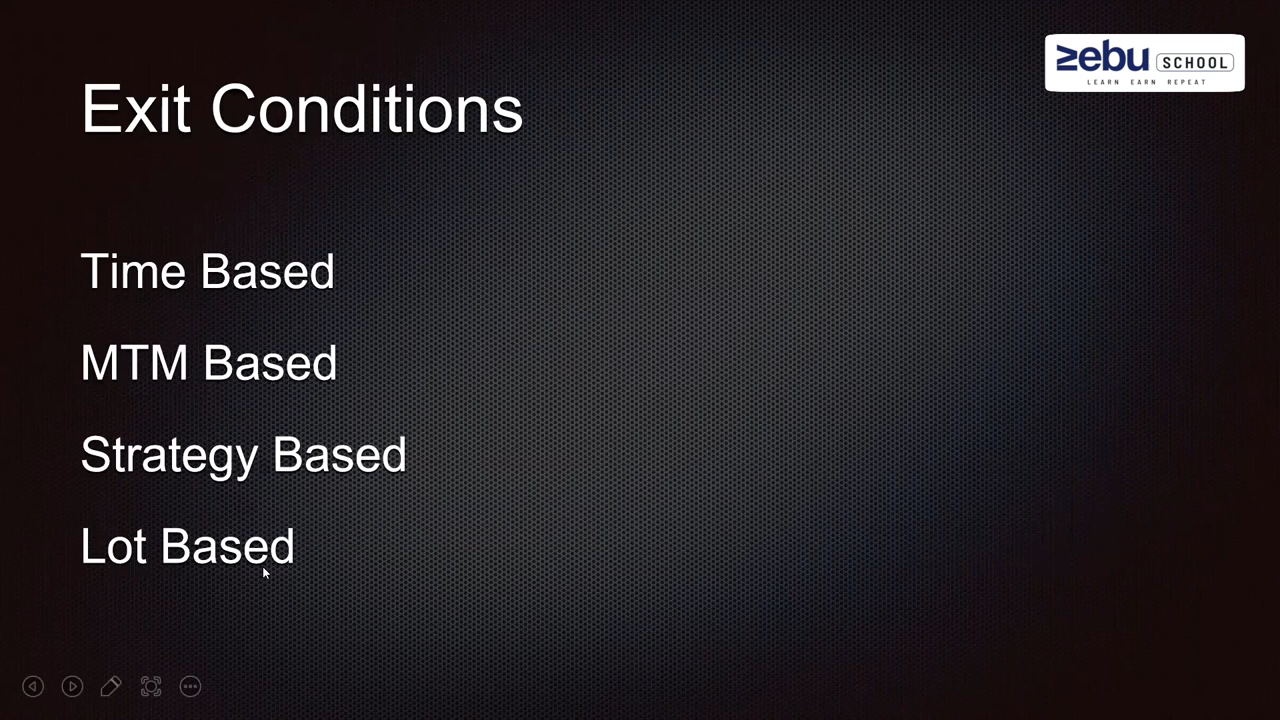 zebu SCHOOL
LEARN EARN REPEAT
Exit Conditions
Time Based
MTM Based
Strategy Based
Lot Based